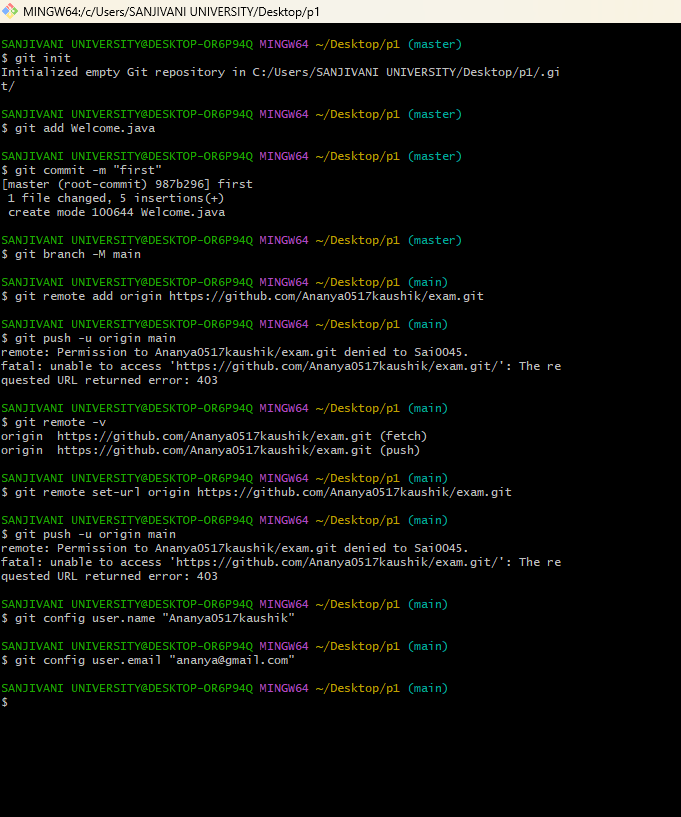 MINGW64:/c/Users/SANJIVANI UNIVERSITY/Desktop/p1
SANJIVANI UNIVERSITY@DESKTOP-OR6P94Q MINGW64 ~/Desktop/p1 (master)
$ git init
Initialized empty Git repository in C:/Users/SANJIVANI UNIVERSITY/Desktop/p1/.gi
t/
SANJIVANI UNIVERSITY@DESKTOP-OR6P94Q MINGW64 ~/Desktop/p1 (master)
$ git add Welcome.java
SANJIVANI UNIVERSITY@DESKTOP-OR6P94Q MINGW64 ~/Desktop/p1 (master)
$ git commit -m "first"
[master (root-commit) 987b296] first
1 file changed, 5 insertions(+)
create mode 100644 Welcome.java
SANJIVANI UNIVERSITY@DESKTOP-OR6P94Q MINGW64 ~/Desktop/p1 (master)
$ git branch -M main
SANJIVANI UNIVERSITY@DESKTOP-OR6P94Q MINGW64 ~/Desktop/p1 (main)
$ git remote add origin https://github.com/Ananya0517kaushik/exam.git
SANJIVANI UNIVERSITY@DESKTOP-OR6P94Q MINGW64 ~/Desktop/p1 (main)
$ git push -u origin main
remote: Permission to Ananya0517kaushik/exam.git denied to Sai0045.
fatal: unable to access 'https://github.com/Ananya0517kaushik/exam.git/': The re
quested URL returned error: 403
SANJIVANI UNIVERSITY@DESKTOP-OR6P94Q MINGW64 ~/Desktop/p1 (main)
$ git remote -v
origin  https://github.com/Ananya0517kaushik/exam.git (fetch)
origin  https://github.com/Ananya0517kaushik/exam.git (push)
SANJIVANI UNIVERSITY@DESKTOP-OR6P94Q MINGW64 ~/Desktop/p1 (main)
$ git remote set-url origin https://github.com/Ananya0517kaushik/exam.git
SANJIVANI UNIVERSITY@DESKTOP-OR6P94Q MINGW64 ~/Desktop/p1 (main)
$ git push -u origin main
remote: Permission to Ananya0517kaushik/exam.git denied to Sai0045.
fatal: unable to access 'https://github.com/Ananya0517kaushik/exam.git/': The re
quested URL returned error: 403
SANJIVANI UNIVERSITY@DESKTOP-OR6P94Q MINGW64 ~/Desktop/p1 (main)
$ git config user.name "Ananya0517kaushik"
SANJIVANI UNIVERSITY@DESKTOP-OR6P94Q MINGW64 ~/Desktop/p1 (main)
$ git config user.email "ananya@gmail.com"
SANJIVANI UNIVERSITY@DESKTOP-OR6P94Q MINGW64 ~/Desktop/p1 (main)
$